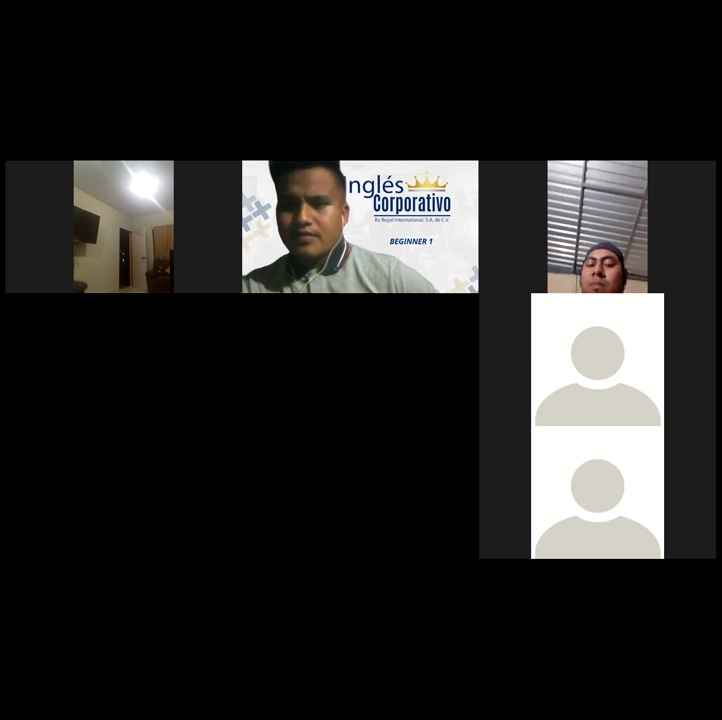 nglés
Corporativo
By Regal International, S.A. de C.V.
BEGINNER 1